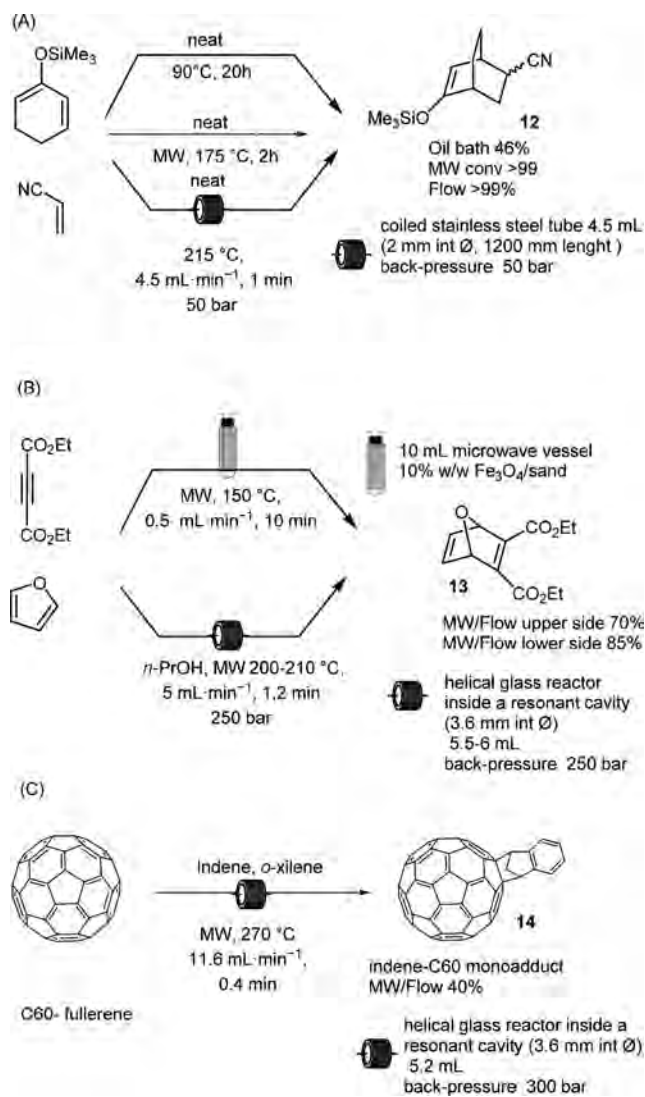 (A)
OSiMe3
NC
neat
90°C, 20h
neat
MW, 175 °C, 2h
neat
215 °C,
4.5 mL·min⁻¹, 1 min
50 bar
CN
Me3SiO
12
Oil bath 46%
MW conv >99
Flow >99%
coiled stainless steel tube 4.5 mL
(2 mm int Ø, 1200 mm lenght )
back-pressure 50 bar
(B)
CO2Et
CO2Et
O
MW, 150 °C,
0.5· mL·min⁻¹, 10 min
n-PrOH, MW 200-210 °C,
5 mL·min⁻¹, 1,2 min
250 bar
10 mL microwave vessel
10% w/w Fe3O4/sand
O
CO2Et
CO2Et
13
MW/Flow upper side 70%
MW/Flow lower side 85%
helical glass reactor
inside a resonant cavity
(3.6 mm int Ø)
5.5-6 mL
back-pressure 250 bar
(C)
C60- fullerene
Indene, o-xilene
MW, 270 °C
11.6 mL·min⁻¹,
0.4 min
14
indene-C60 monoadduct
MW/Flow 40%
helical glass reactor inside a
resonant cavity (3.6 mm int Ø)
5.2 mL
back-pressure 300 bar